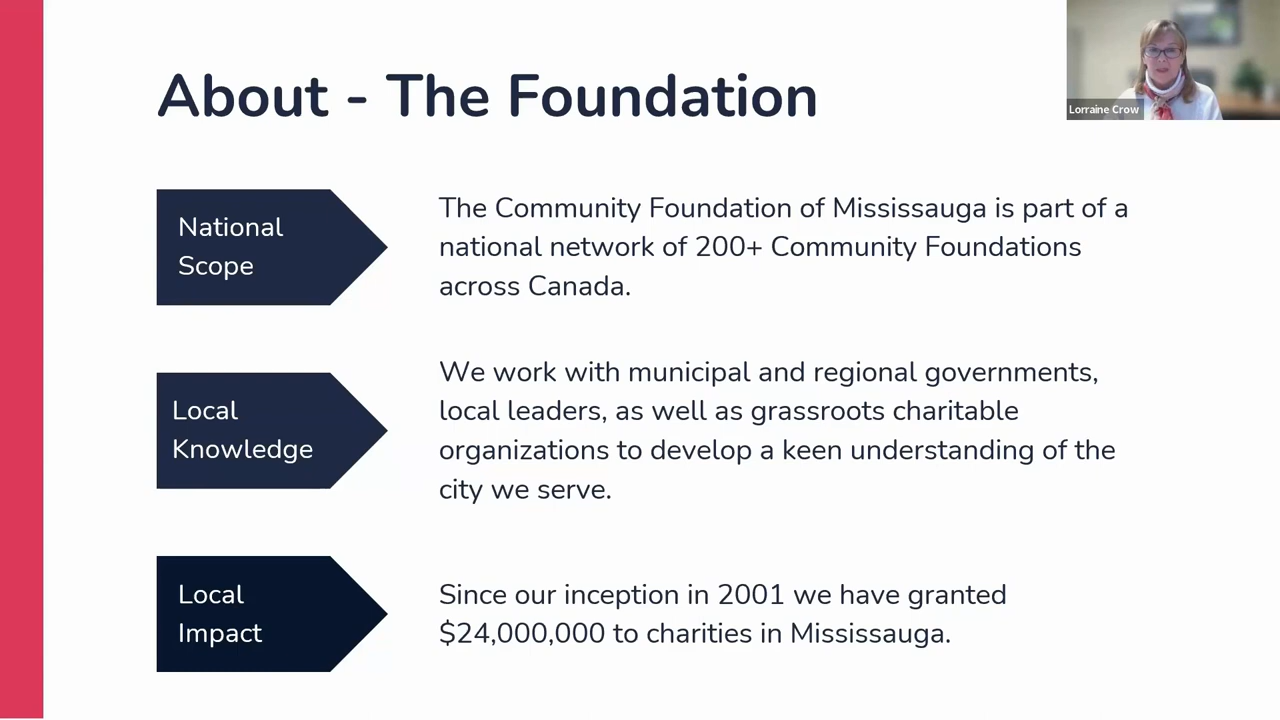 About - The Foundation
Lorraine Crow
National
Scope
The Community Foundation of Mississauga is part of a
national network of 200+ Community Foundations
across Canada.
Local
Knowledge
We work with municipal and regional governments,
local leaders, as well as grassroots charitable
organizations to develop a keen understanding of the
city we serve.
Local
Impact
Since our inception in 2001 we have granted
$24,000,000 to charities in Mississauga.